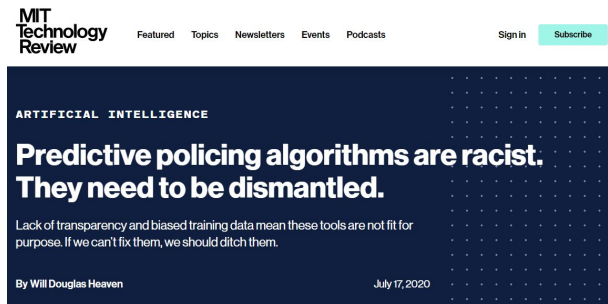 MIT
Technology
Review
Featured Topics Newsletters Events Podcasts Sign in Subscribe
ARTIFICIAL INTELLIGENCE
Predictive policing algorithms are racist.
They need to be dismantled.
Lack of transparency and biased training data mean these tools are not fit for
purpose. If we can't fix them, we should ditch them.
By Will Douglas Heaven July 17, 2020